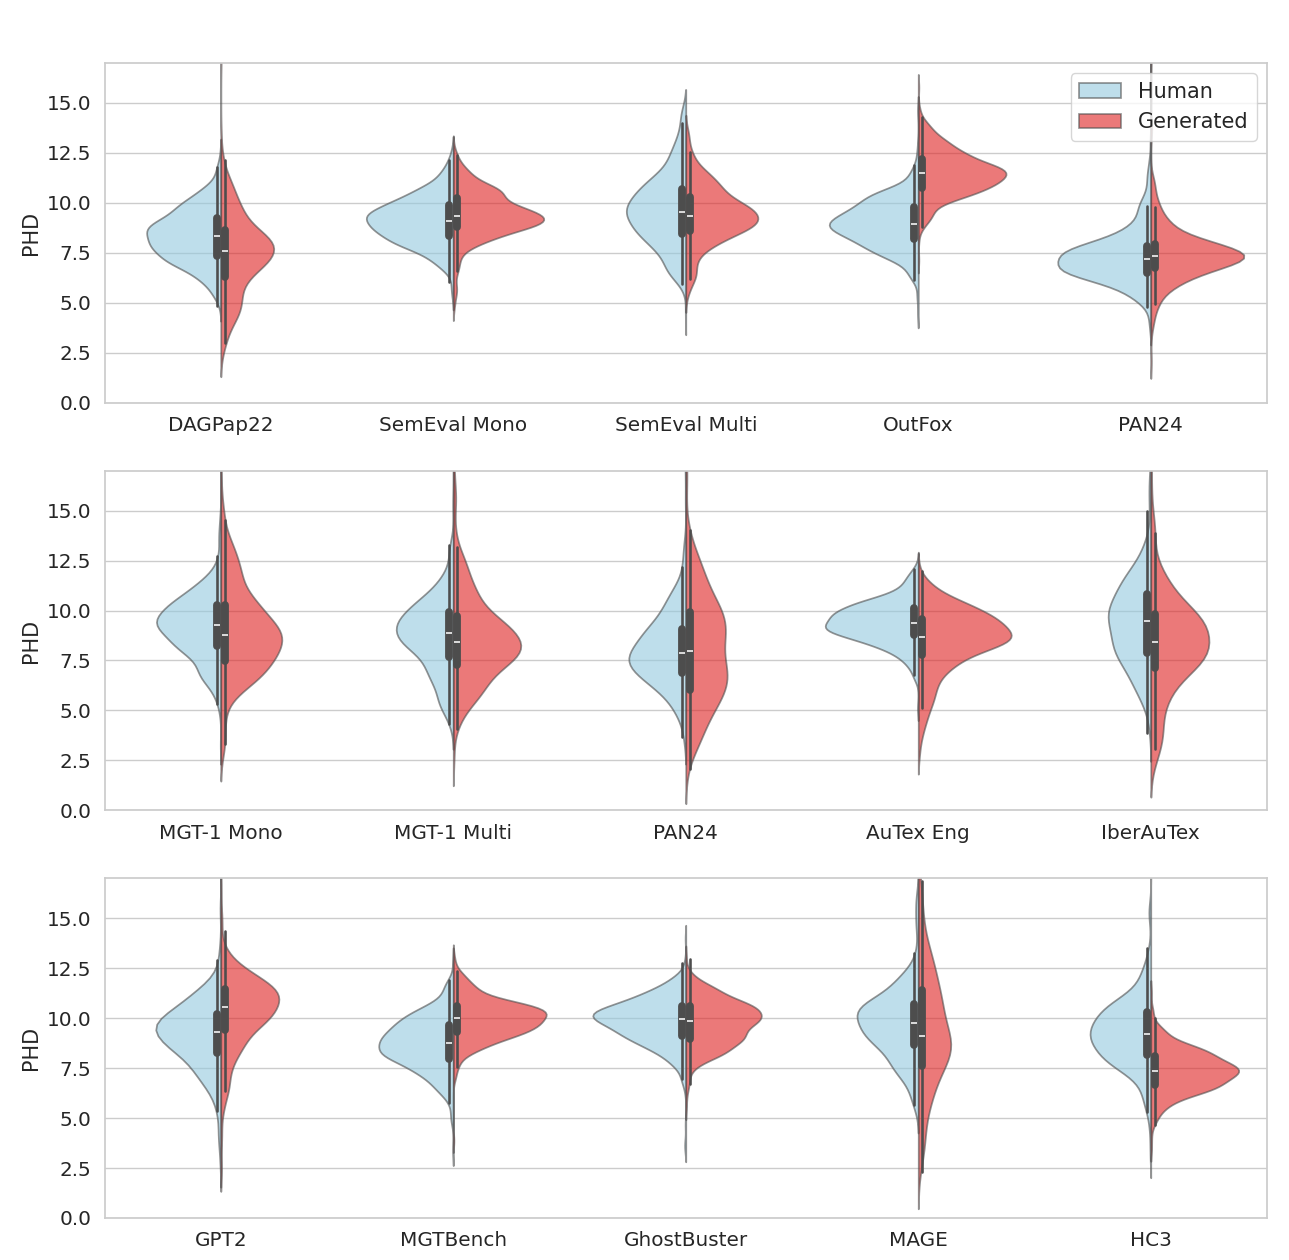 Human
Generated
15.0
12.5
10.0
7.5
5.0
2.5
0.0
PHD
DAGPap22 SemEval Mono SemEval Multi OutFox PAN24
15.0
12.5
10.0
7.5
5.0
2.5
0.0
PHD
MGT-1 Mono MGT-1 Multi PAN24 AuTex Eng IberAuTex
15.0
12.5
10.0
7.5
5.0
2.5
0.0
PHD
GPT2 MGTBench GhostBuster MAGE HC3